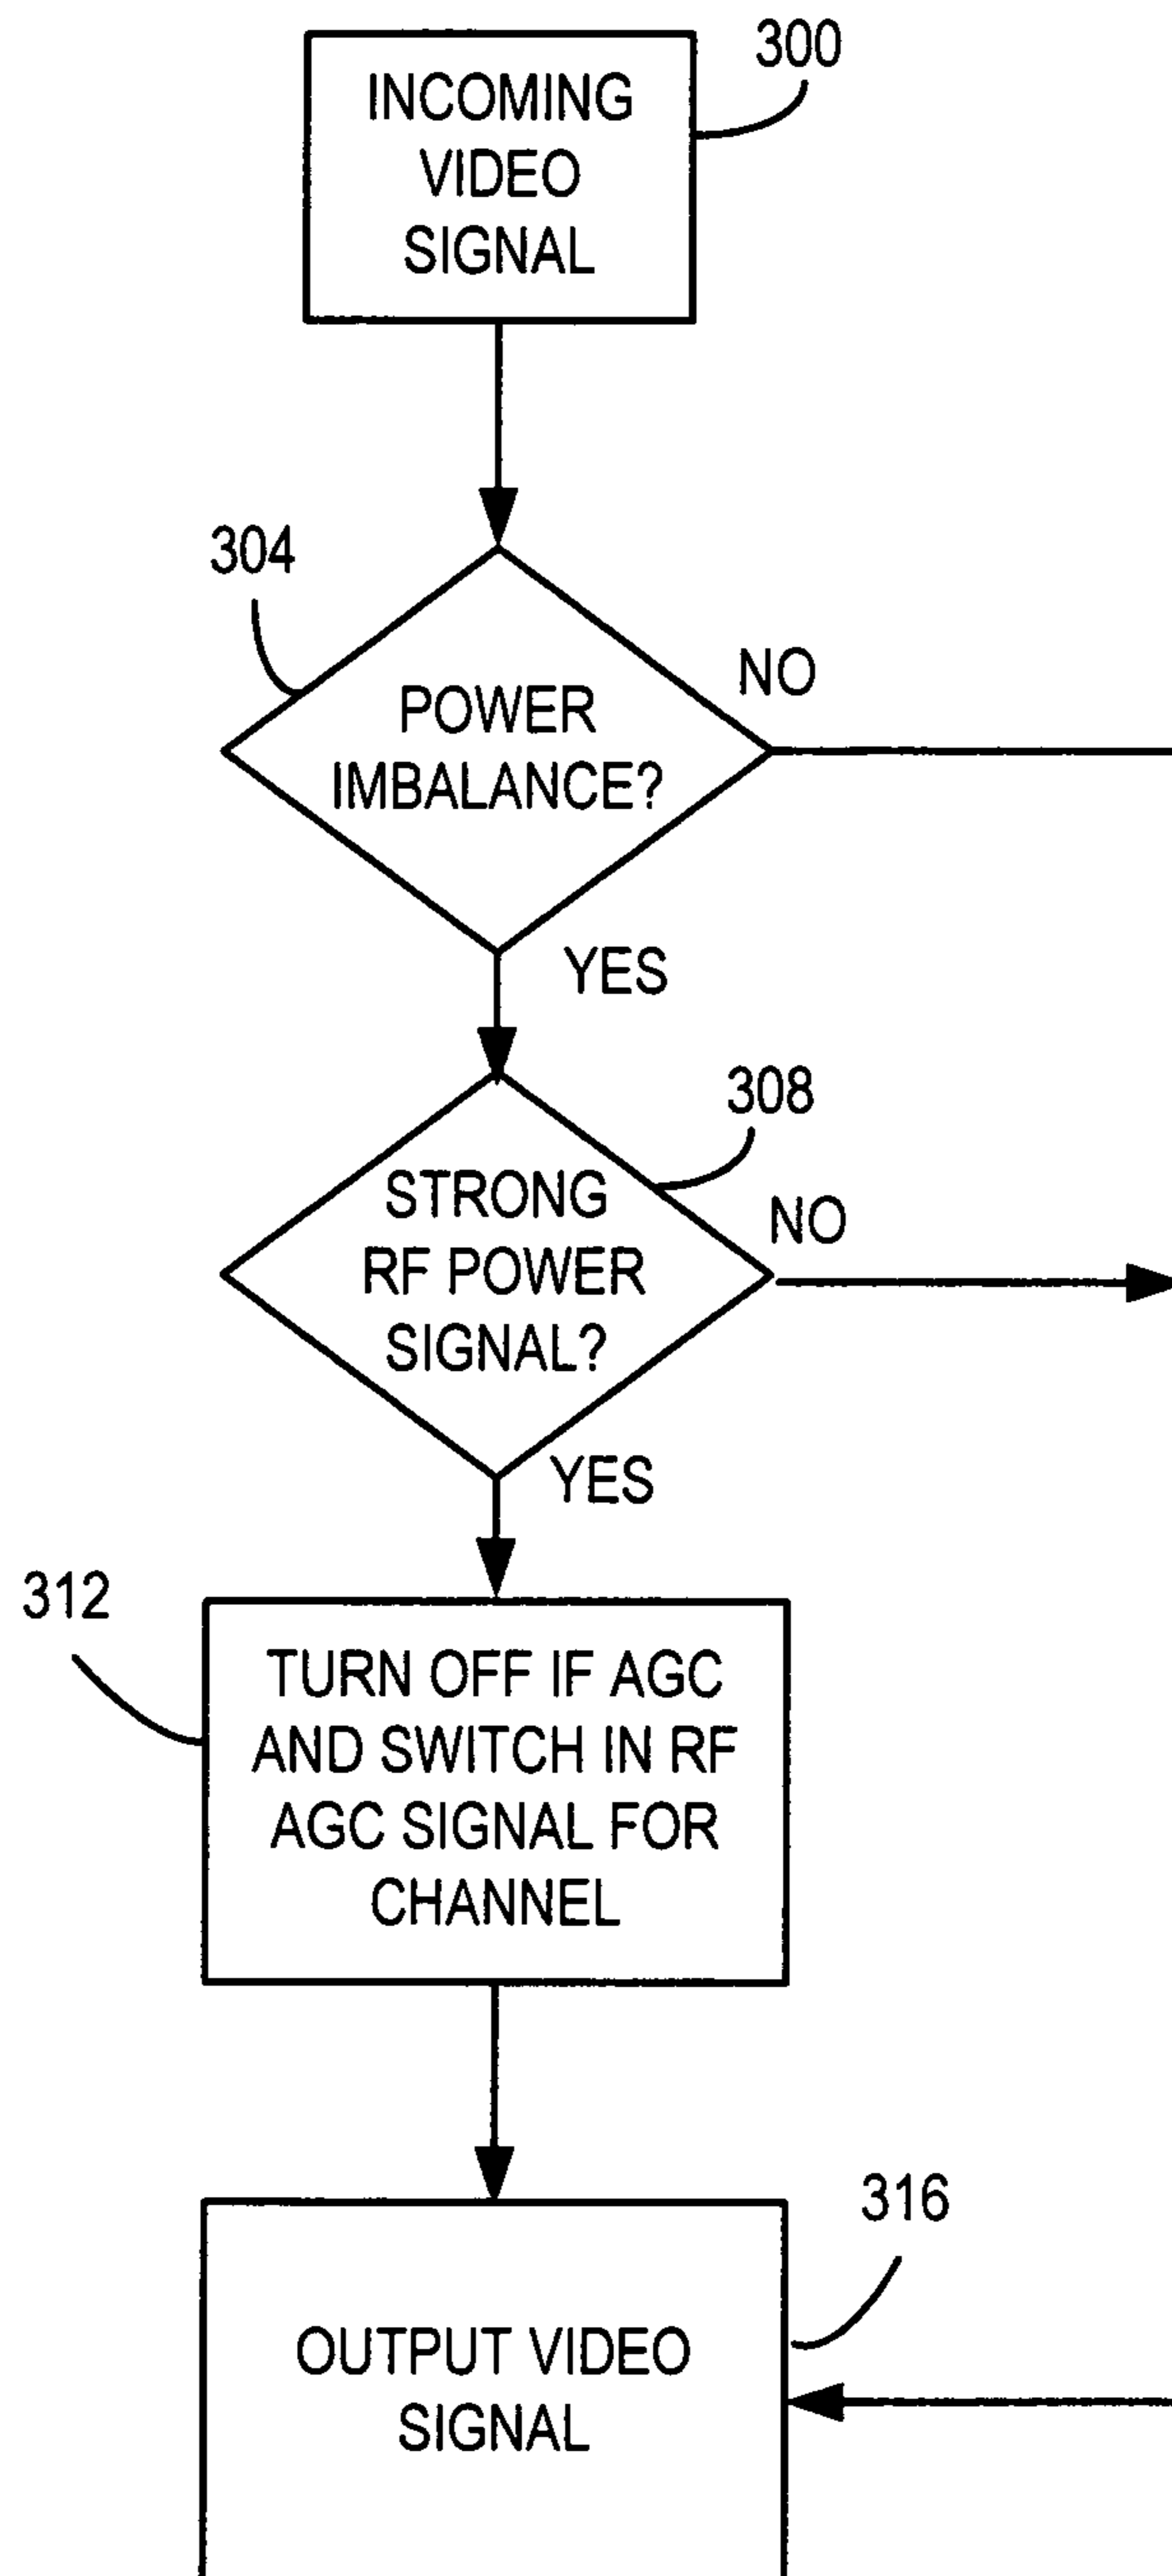 300
INCOMING
VIDEO
SIGNAL
304
NO
POWER
IMBALANCE?
YES
308
STRONG
RF POWER
SIGNAL?
NO
YES
312
TURN OFF IF AGC
AND SWITCH IN RF
AGC SIGNAL FOR
CHANNEL
316
OUTPUT VIDEO
SIGNAL